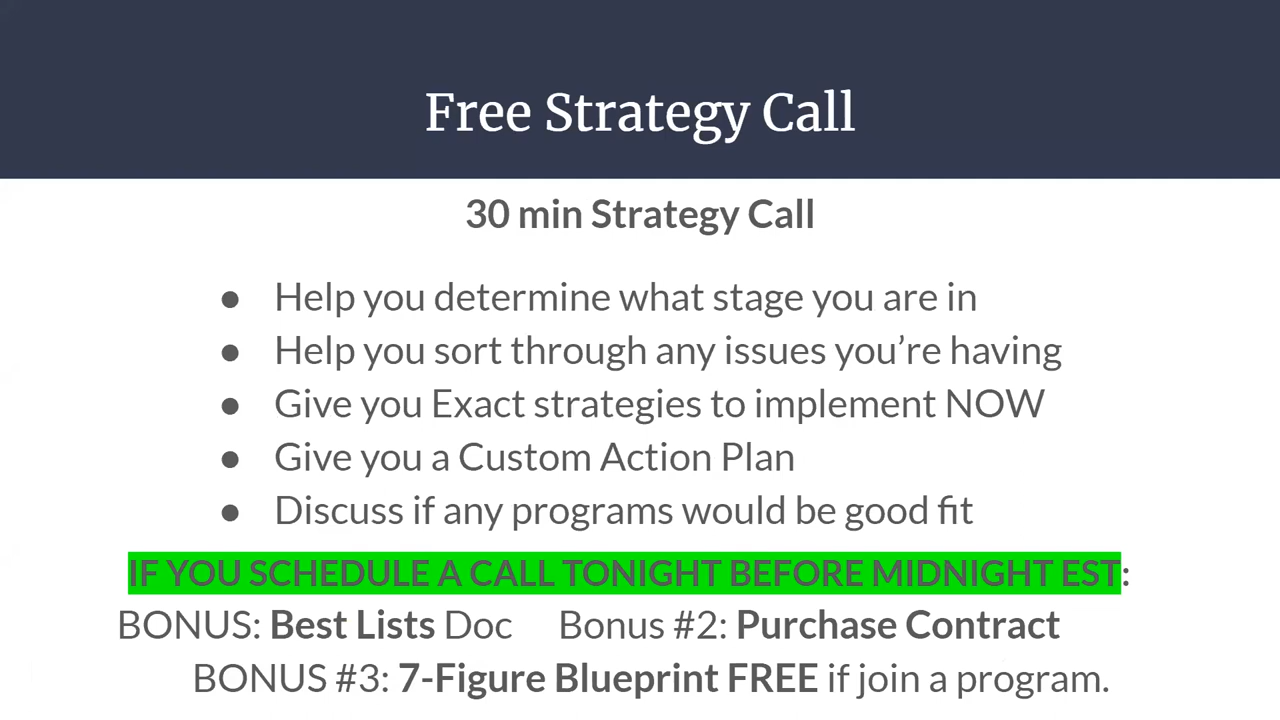 Free Strategy Call
30 min Strategy Call
● Help you determine what stage you are in
● Help you sort through any issues you’re having
● Give you Exact strategies to implement NOW
● Give you a Custom Action Plan
● Discuss if any programs would be good fit
IF YOU SCHEDULE A CALL TONIGHT BEFORE MIDNIGHT EST:
BONUS: Best Lists Doc Bonus #2: Purchase Contract
BONUS #3: 7-Figure Blueprint FREE if join a program.